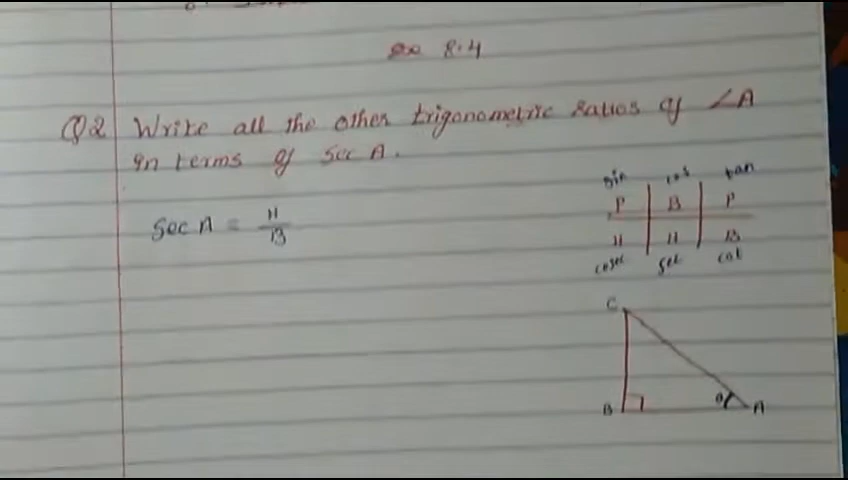 8.4
Q2 Write all the other trigonometric Ratios of ∠A
in terms of Sec A.
sin cos tan
P B P
Sec A = H/B
H H B
cosec sec cot
C
B θ A